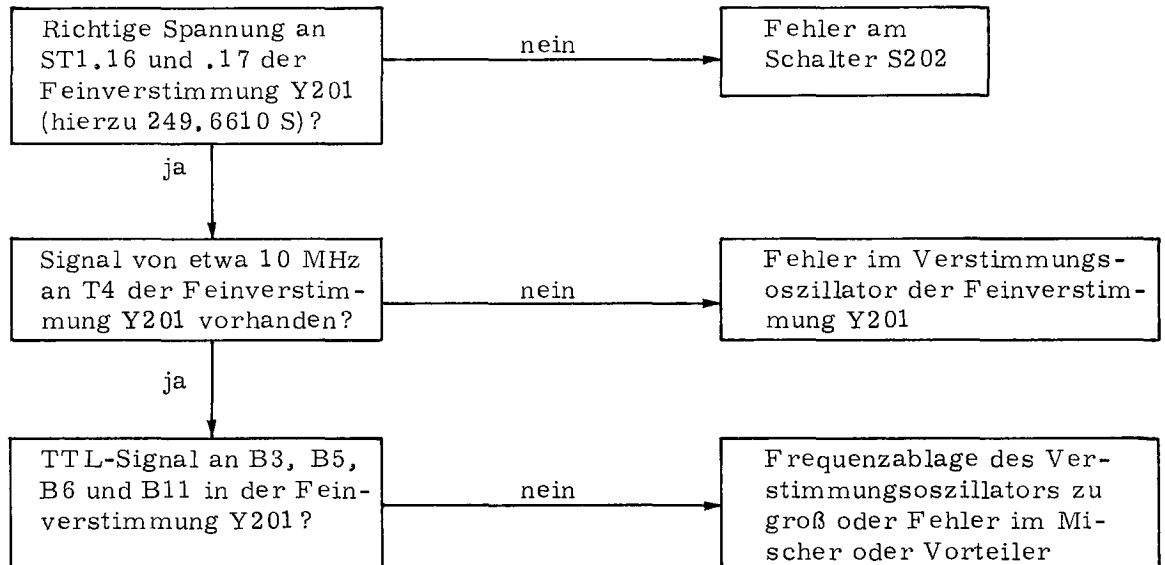 Richtige Spannung an
ST1.16 und .17 der
Feinverstimmung Y201
(hierzu 249.6610 S)?
nein
Fehler am
Schalter S202
ja
Signal von etwa 10 MHz
an T4 der Feinverstim-
mung Y201 vorhanden?
nein
Fehler im Verstimmungs-
oszillator der Feinverstim-
mung Y201
ja
TTL-Signal an B3, B5,
B6 und B11 in der Fein-
verstimmung Y201?
nein
Frequenzablage des Ver-
stimmungsoszillators zu
groß oder Fehler im Mi-
scher oder Vorteiler